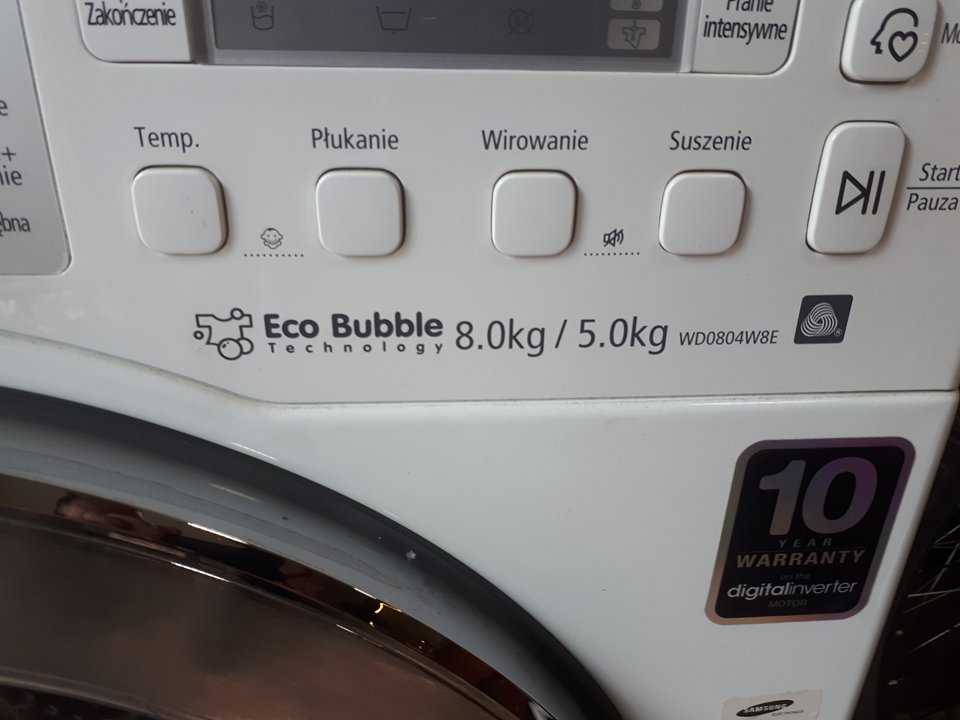 Zakończenie
Pranie
intensywne
Temp.
Płukanie
Wirowanie
Suszenie
Start
Pauza
Eco Bubble
Technology
8.0kg / 5.0kg WD0804W8E
10
YEAR
WARRANTY
on the
digitalinverter
MOTOR
SAMSUNG